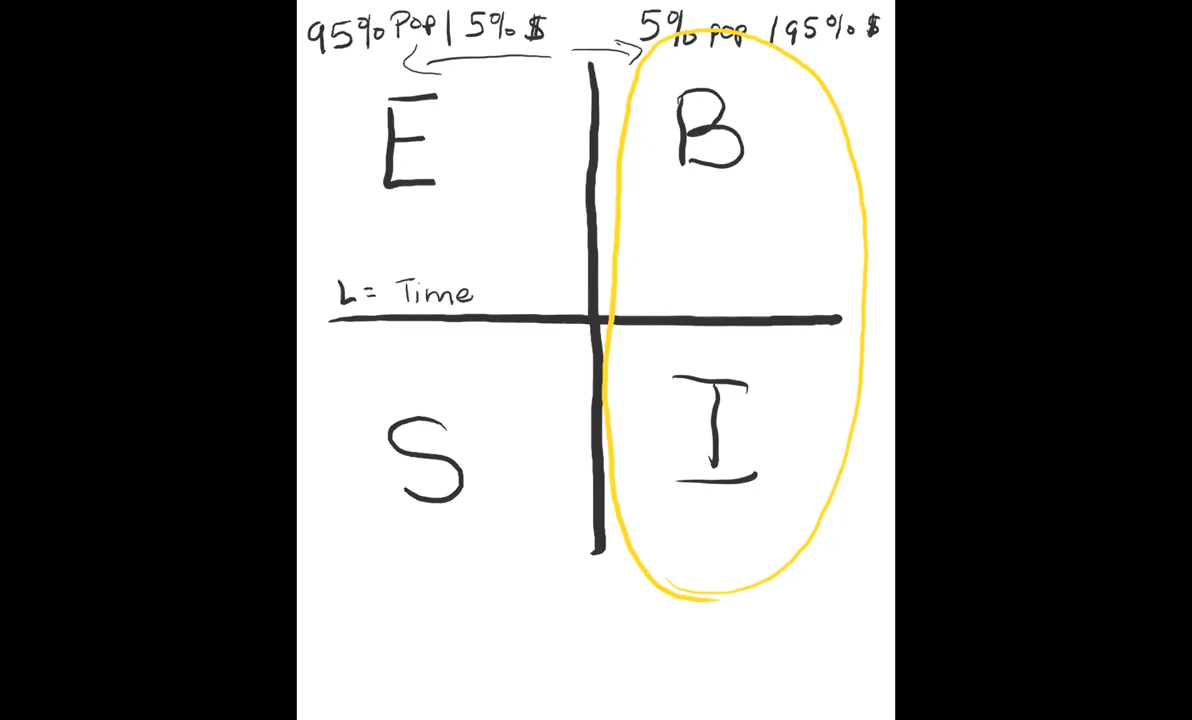 95% Pop | 5% $
5% pop / 95% $
E
B
L = Time
S
I